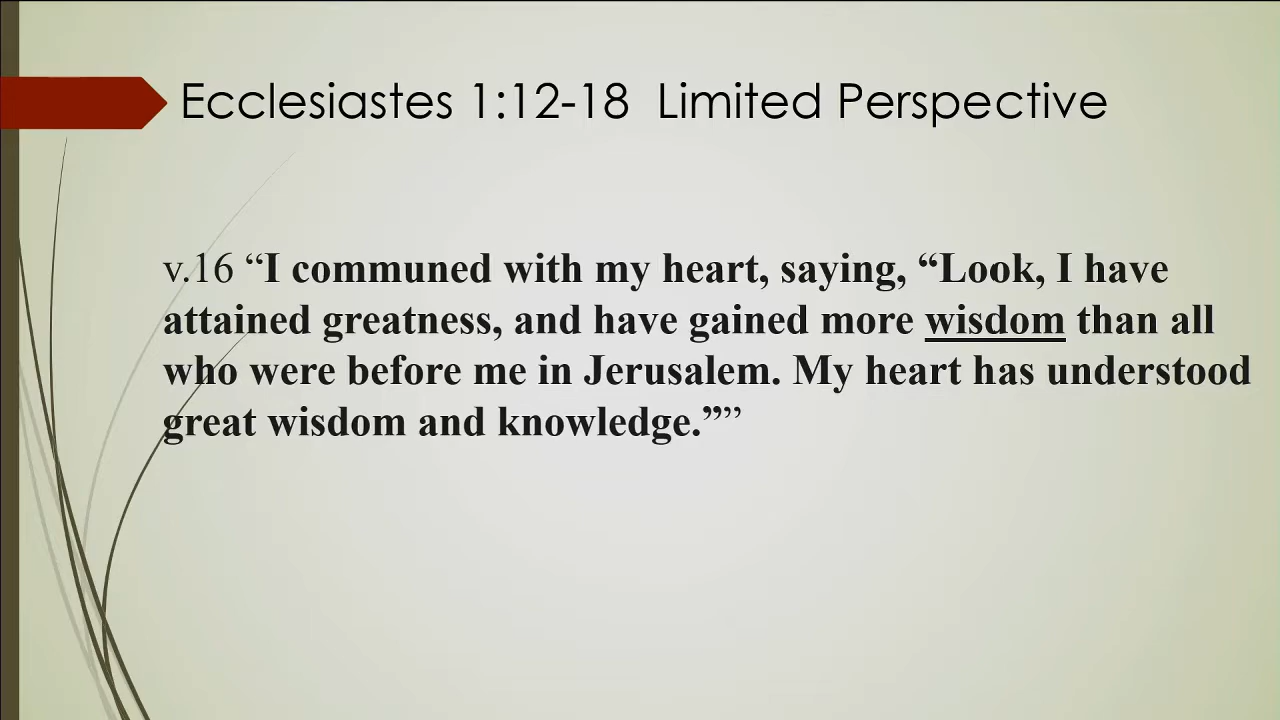 Ecclesiastes 1:12-18  Limited Perspective
v.16 “I communed with my heart, saying, “Look, I have
attained greatness, and have gained more wisdom than all
who were before me in Jerusalem. My heart has understood
great wisdom and knowledge.””